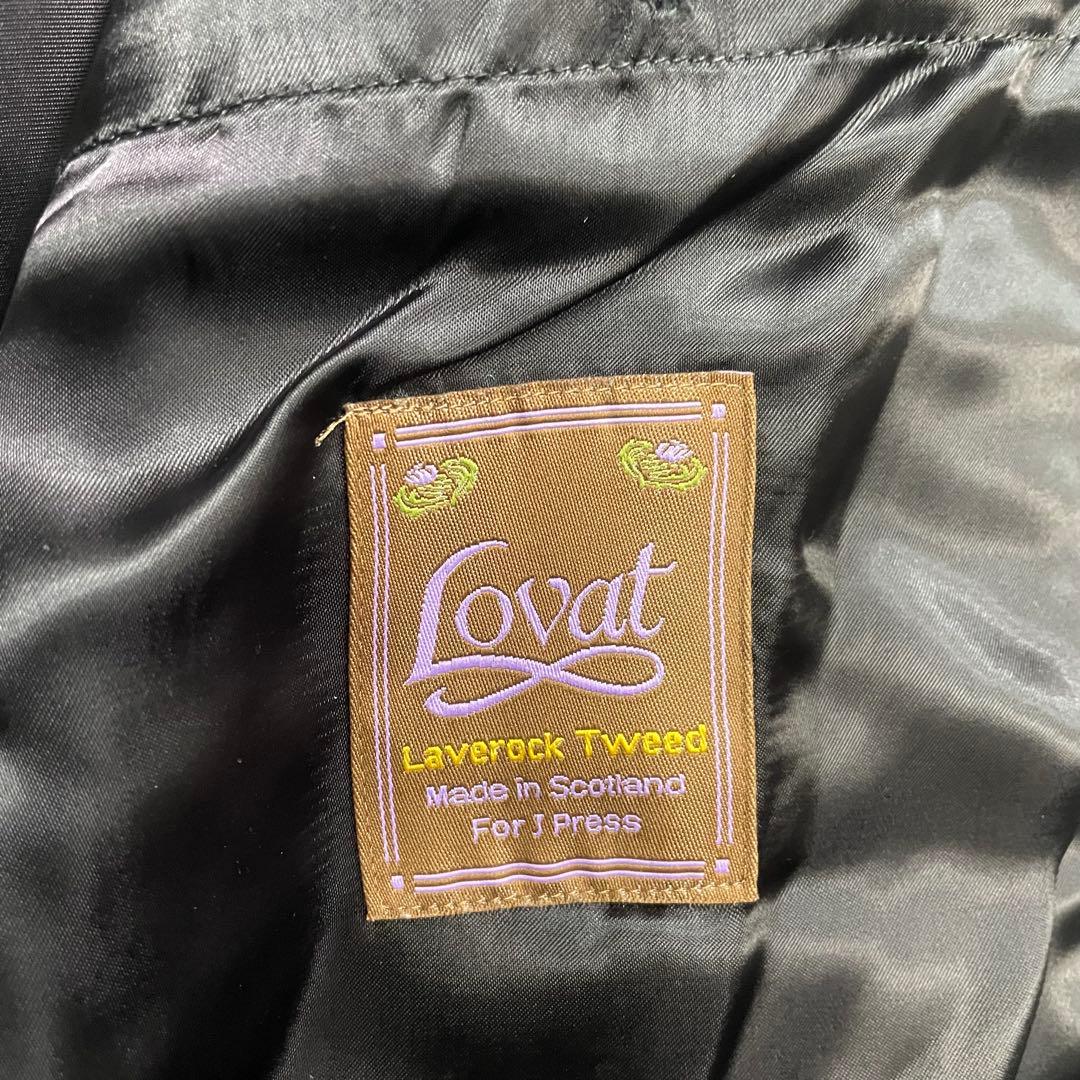 Lovat
Laverock Tweed
Made in Scotland
For J Press